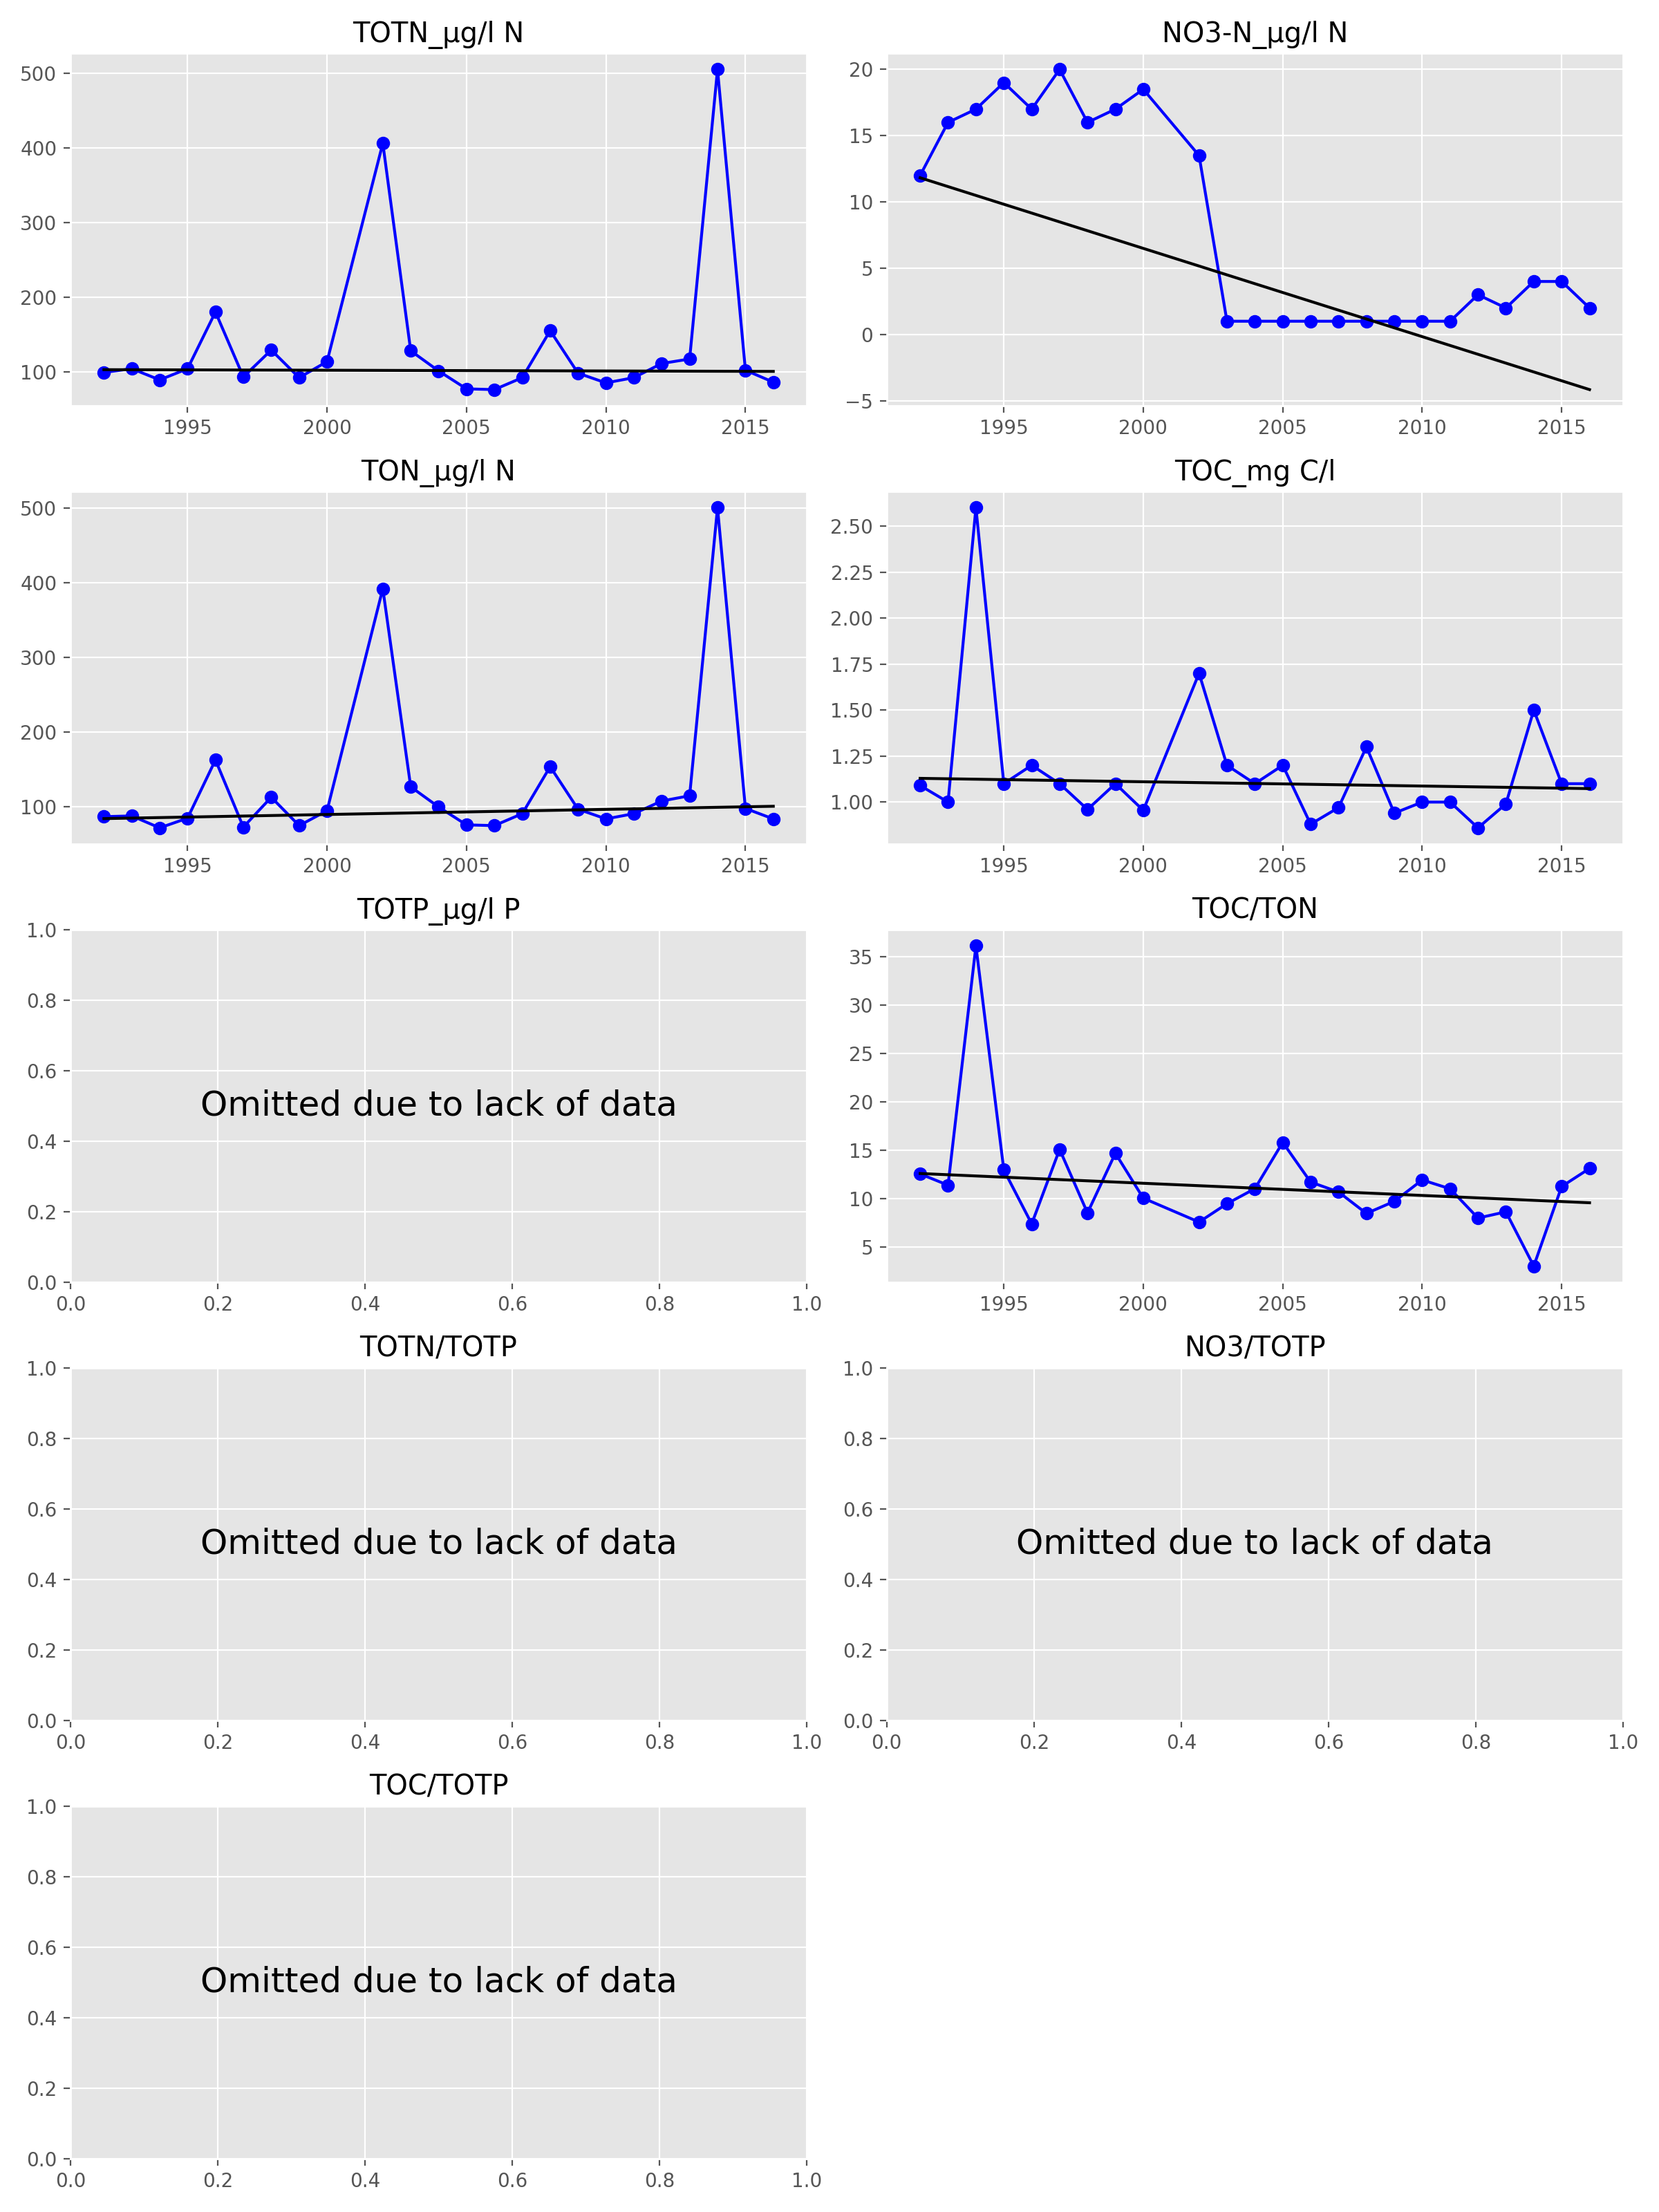 TOTN_µg/l N
NO3-N_µg/l N
500
400
300
200
100
1995 2000 2005 2010 2015
20
15
10
5
0
−5
1995 2000 2005 2010 2015
TON_µg/l N
TOC_mg C/l
500
400
300
200
100
1995 2000 2005 2010 2015
2.50
2.25
2.00
1.75
1.50
1.25
1.00
1995 2000 2005 2010 2015
TOTP_µg/l P
TOC/TON
1.0
0.8
0.6
Omitted due to lack of data
0.4
0.2
0.0
0.0 0.2 0.4 0.6 0.8 1.0
35
30
25
20
15
10
5
1995 2000 2005 2010 2015
TOTN/TOTP
NO3/TOTP
1.0
0.8
0.6
Omitted due to lack of data
0.4
0.2
0.0
0.0 0.2 0.4 0.6 0.8 1.0
1.0
0.8
0.6
Omitted due to lack of data
0.4
0.2
0.0
0.0 0.2 0.4 0.6 0.8 1.0
TOC/TOTP
1.0
0.8
0.6
Omitted due to lack of data
0.4
0.2
0.0
0.0 0.2 0.4 0.6 0.8 1.0